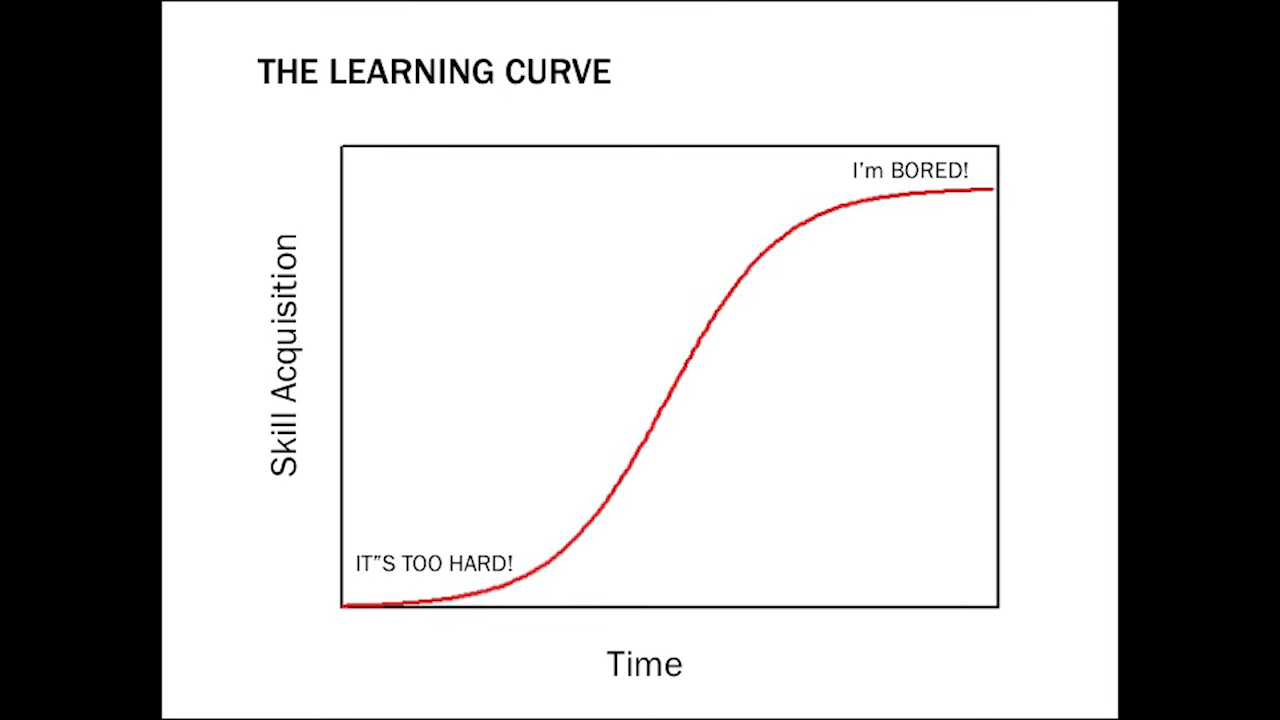 THE LEARNING CURVE
I'm BORED!
Skill Acquisition
IT"S TOO HARD!
Time